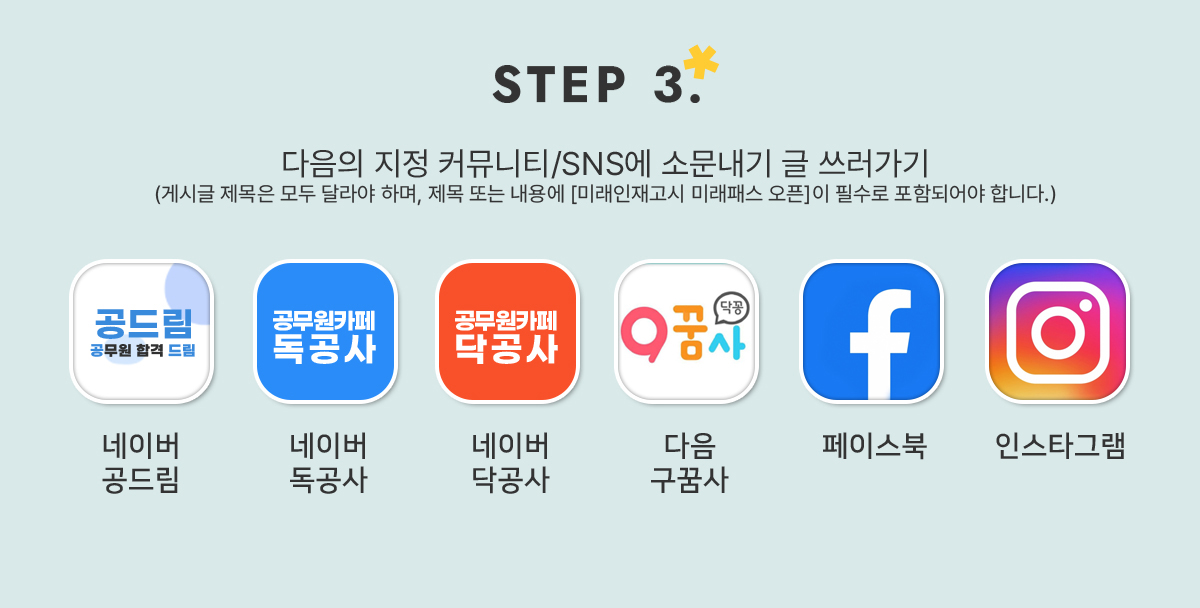 STEP 3.
다음의 지정 커뮤니티/SNS에 소문내기 글 쓰러가기
(게시글 제목은 모두 달라야 하며, 제목 또는 내용에 [미래인재고시 미래패스 오픈]이 필수로 포함되어야 합니다.)
공드림
공무원 합격 드림
공무원카페
독공사
공무원카페
닥공사
9꿈사
닥꽁
f
네이버
공드림
네이버
독공사
네이버
닥공사
다음
구꿈사
페이스북
인스타그램